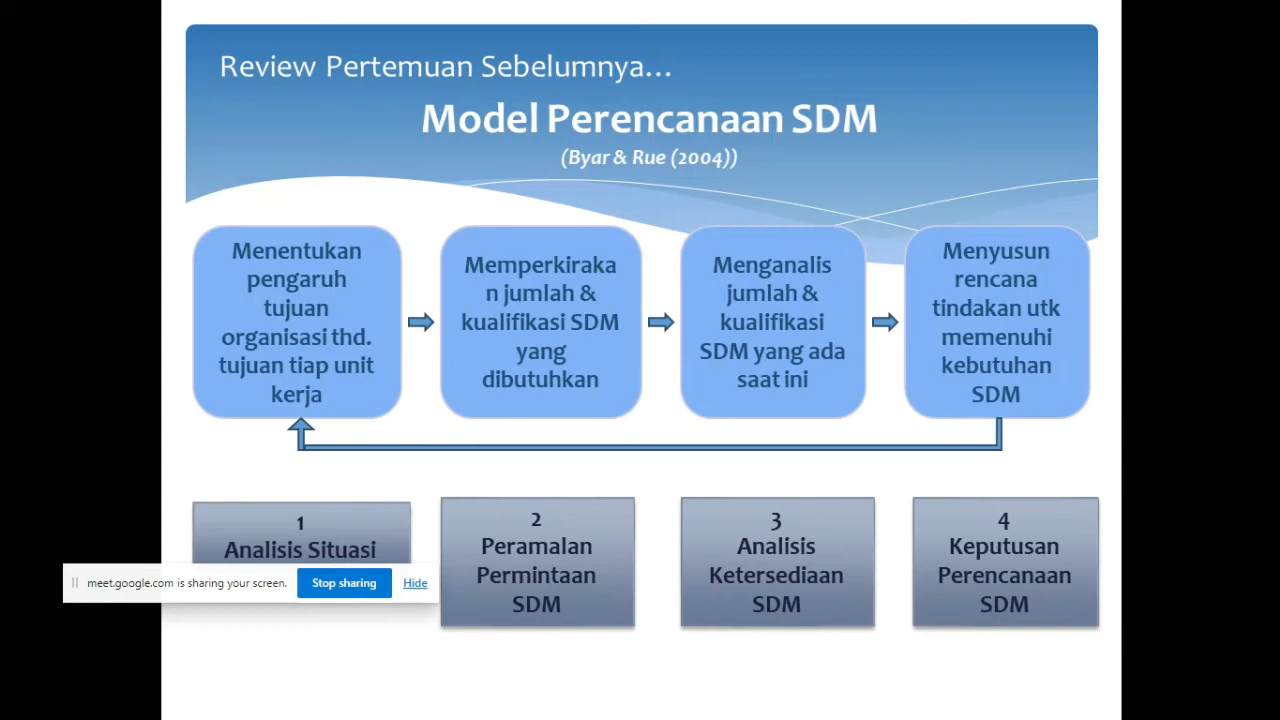 Review Pertemuan Sebelumnya...
Model Perencanaan SDM
(Byar & Rue (2004))
Menentukan
pengaruh
tujuan
organisasi thd.
tujuan tiap unit
kerja
Memperkiraka
n jumlah &
kualifikasi SDM
yang
dibutuhkan
Menganalis
jumlah &
kualifikasi
SDM yang ada
saat ini
Menyusun
rencana
tindakan utk
memenuhi
kebutuhan
SDM
1
Analisis Situasi
2
Peramalan
Permintaan
SDM
3
Analisis
Ketersediaan
SDM
4
Keputusan
Perencanaan
SDM
meet.google.com is sharing your screen.
Stop sharing
Hide